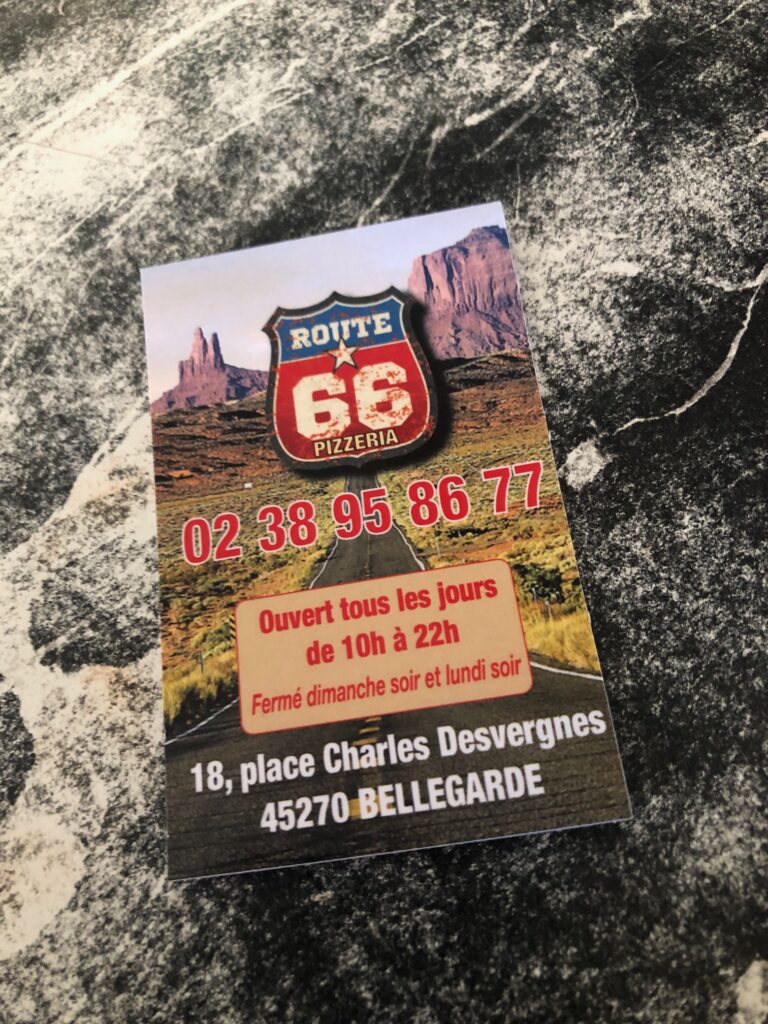 ROUTE
66
PIZZERIA
02 38 95 86 77
Ouvert tous les jours
de 10h à 22h
Fermé dimanche soir et lundi soir
18, place Charles Desvergnes
45270 BELLEGARDE